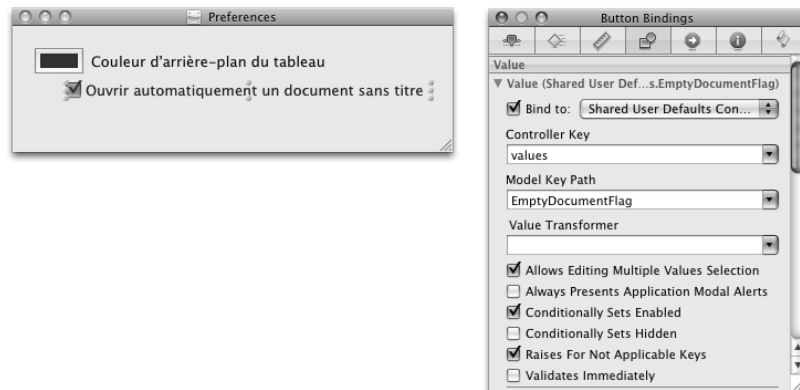 Preferences
Couleur d'arrière-plan du tableau
Ouvrir automatiquement un document sans titre
Button Bindings
Value
Value (Shared User Def...s.EmptyDocumentFlag)
Bind to: Shared User Defaults Con...
Controller Key
values
Model Key Path
EmptyDocumentFlag
Value Transformer
Allows Editing Multiple Values Selection
Always Presents Application Modal Alerts
Conditionally Sets Enabled
Conditionally Sets Hidden
Raises For Not Applicable Keys
Validates Immediately